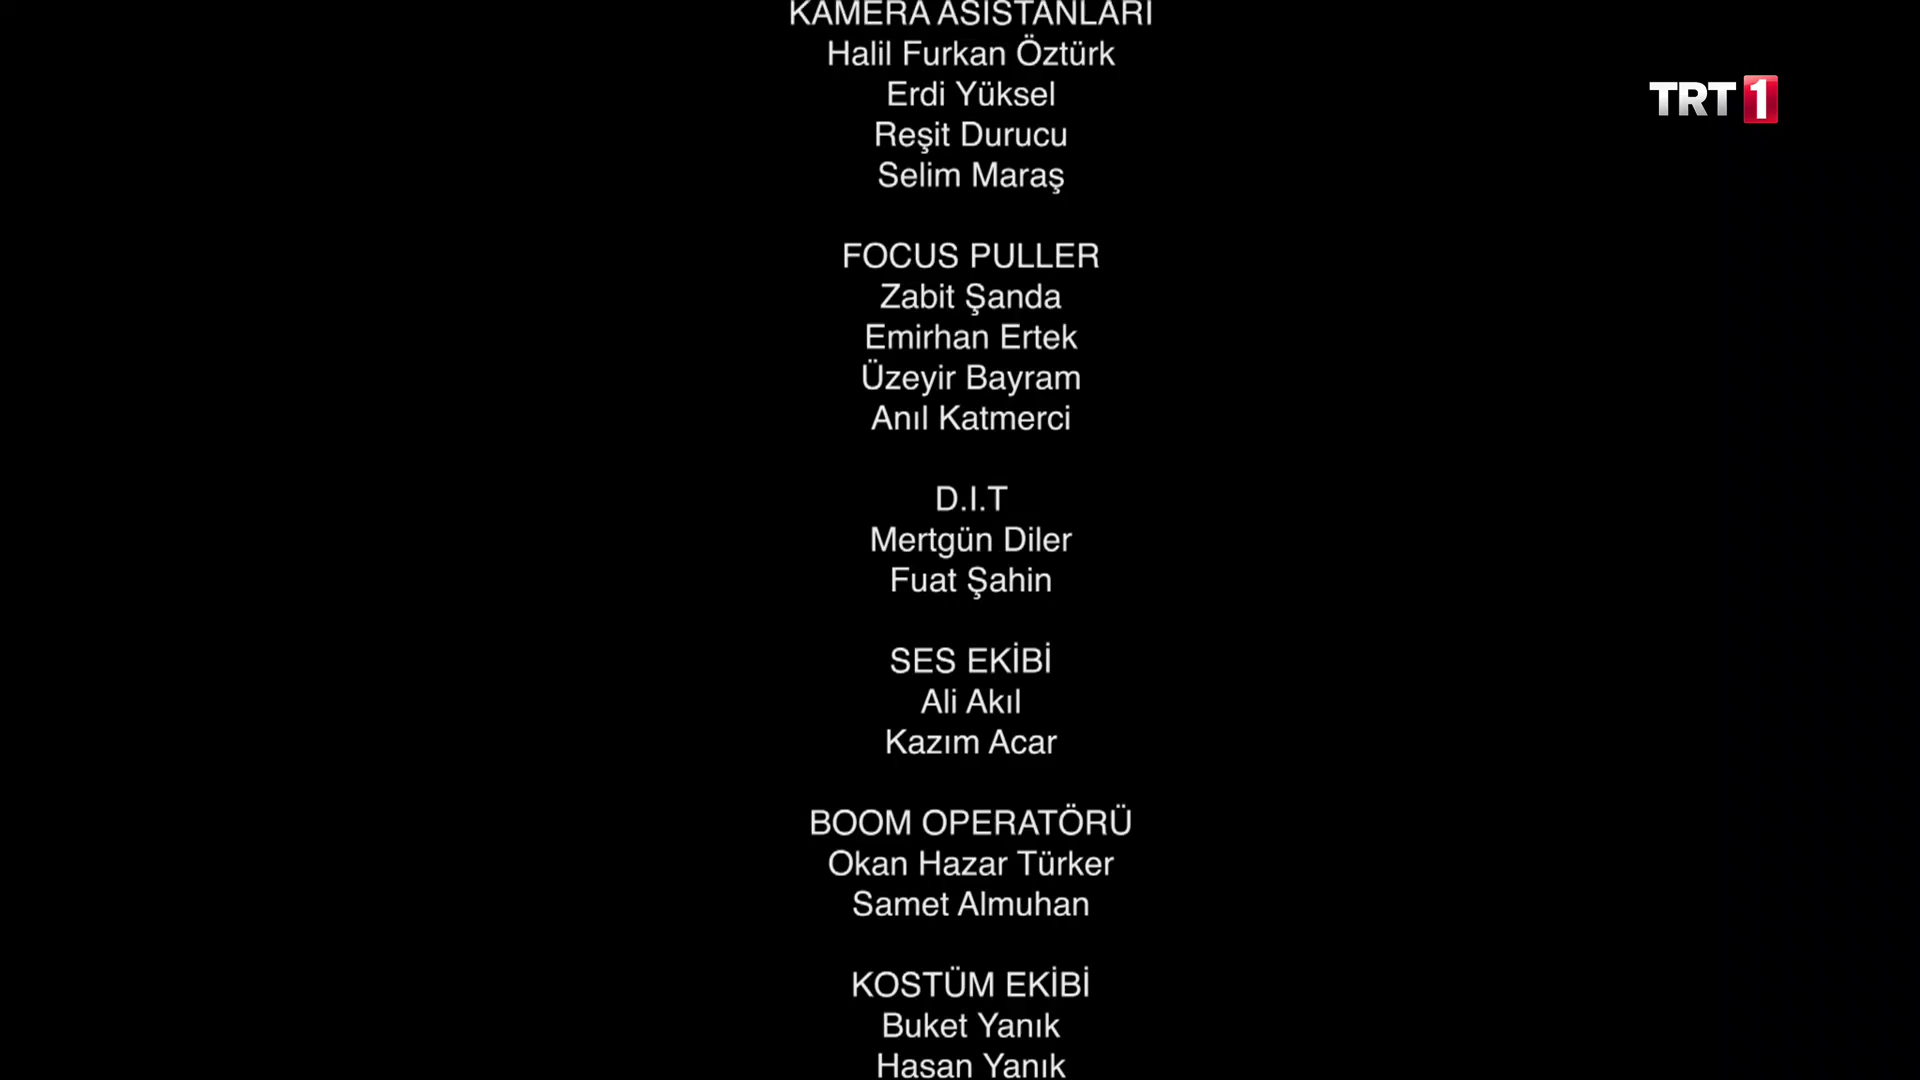 KAMERA ASİSTANLARI
Halil Furkan Öztürk
Erdi Yüksel
Reşit Durucu
Selim Maraş
TRT 1
FOCUS PULLER
Zabit Şanda
Emirhan Ertek
Üzeyir Bayram
Anıl Katmerci
D.I.T
Mertgün Diler
Fuat Şahin
SES EKİBİ
Ali Akıl
Kazım Acar
BOOM OPERATÖRÜ
Okan Hazar Türker
Samet Almuhan
KOSTÜM EKİBİ
Buket Yanık
Hasan Yanık